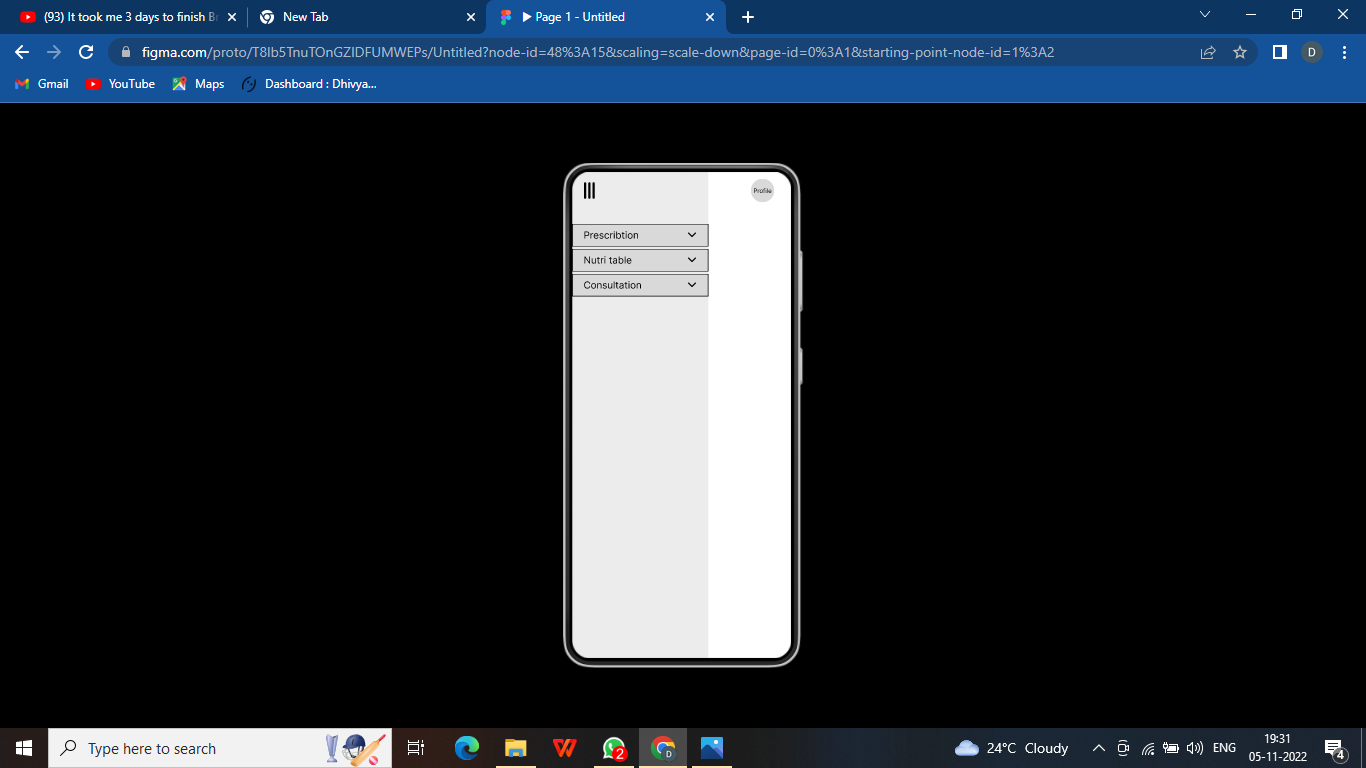 (93) It took me 3 days to finish Br
New Tab
▶ Page 1 - Untitled
figma.com/proto/T8lb5TnuTOnGZlDFUMWEPs/Untitled?node-id=48%3A15&scaling=scale-down&page-id=0%3A1&starting-point-node-id=1%3A2
D
Gmail
YouTube
Maps
Dashboard : Dhivya...
Profile
Prescribtion
Nutri table
Consultation
Type here to search
2
D
24°C Cloudy
ENG
19:31
05-11-2022
4